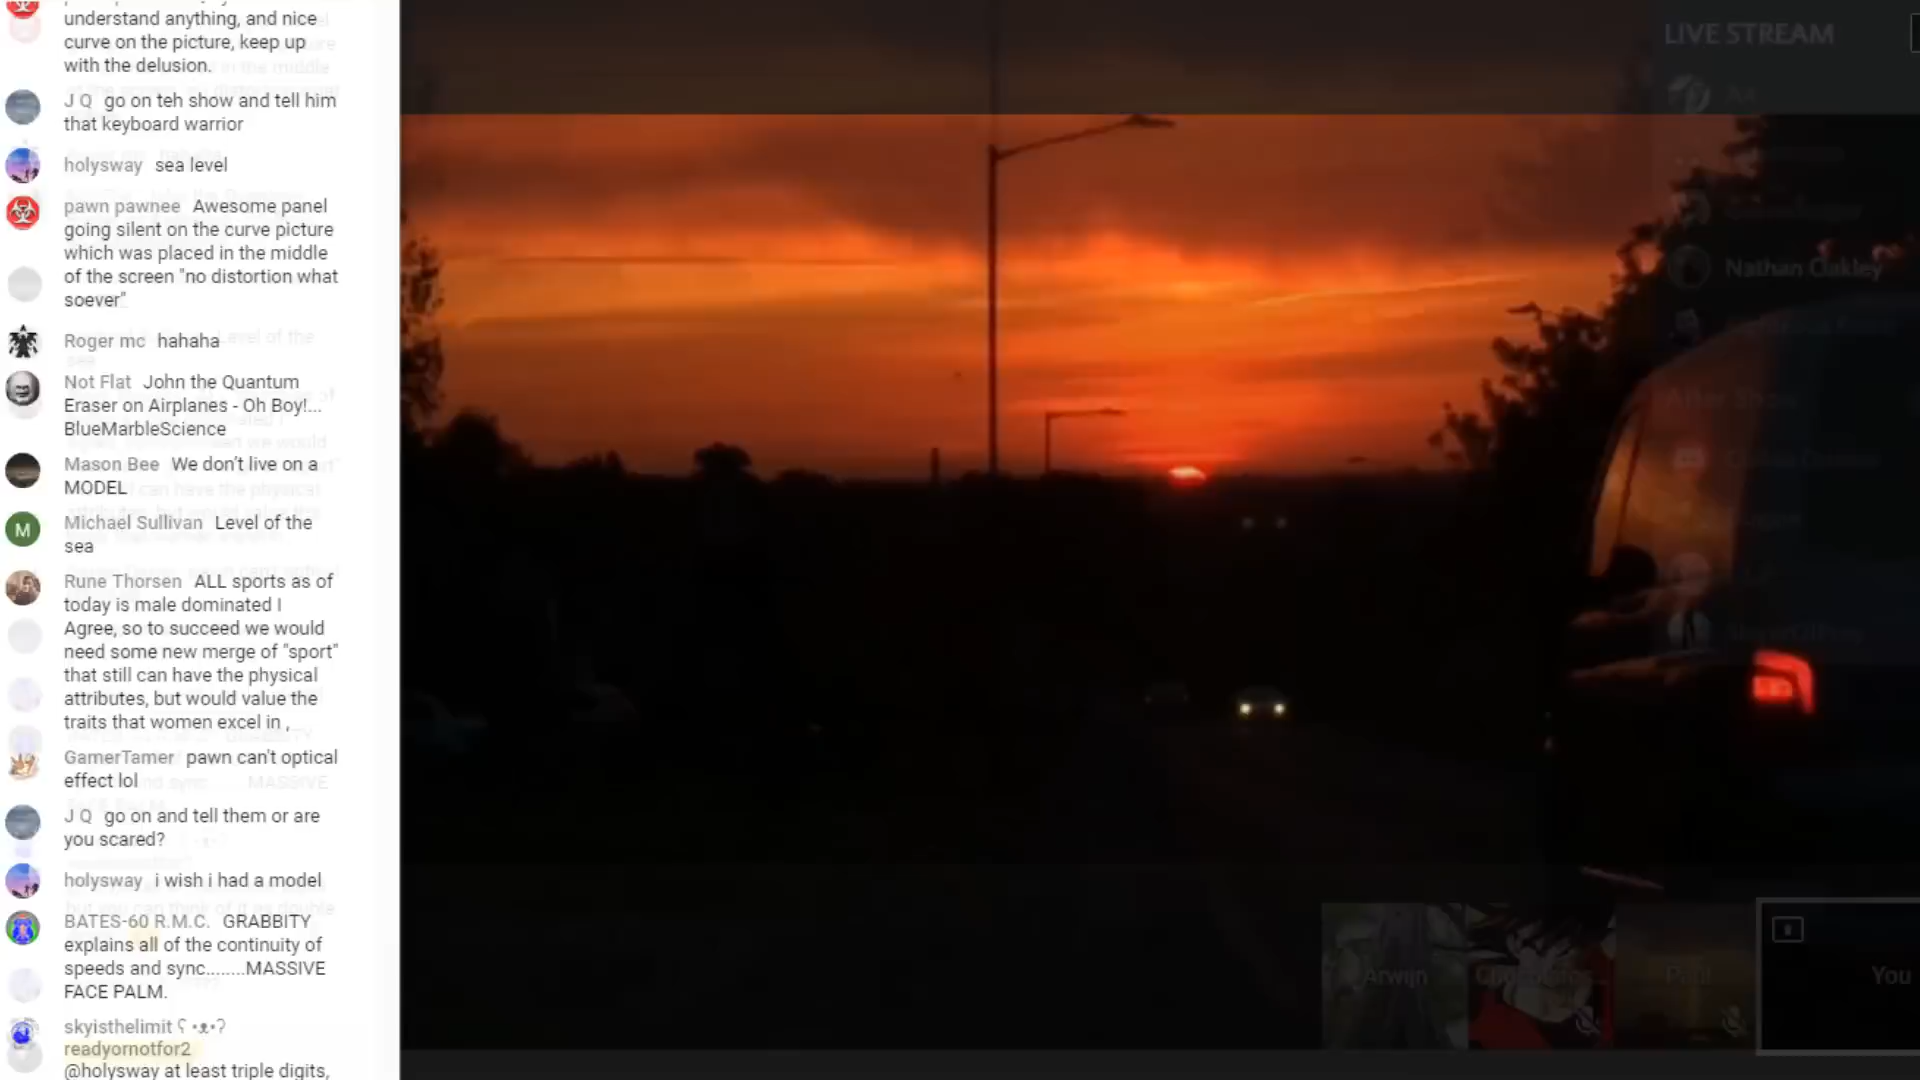 understand anything, and nice
curve on the picture, keep up
with the delusion.
J Q go on teh show and tell him
that keyboard warrior
holysway sea level
pawn pawnee Awesome panel
going silent on the curve picture
which was placed in the middle
of the screen "no distortion what
soever"
Roger mc hahaha
Not Flat John the Quantum
Eraser on Airplanes - Oh Boy!...
BlueMarbleScience
Mason Bee We don't live on a
MODEL
Michael Sullivan Level of the
sea
Rune Thorsen ALL sports as of
today is male dominated I
Agree, so to succeed we would
need some new merge of "sport"
that still can have the physical
attributes, but would value the
traits that women excel in ,
GamerTamer pawn can't optical
effect lol
J Q go on and tell them or are
you scared?
holysway i wish i had a model
BATES-60 R.M.C. GRABBITY
explains all of the continuity of
speeds and sync........MASSIVE
FACE PALM.
skyisthelimit ʕ •ᴥ•ʔ
readyornotfor2
@holysway at least triple digits,
LIVE STREAM
Nathan Oakley
M
Arwijn
Paul
You